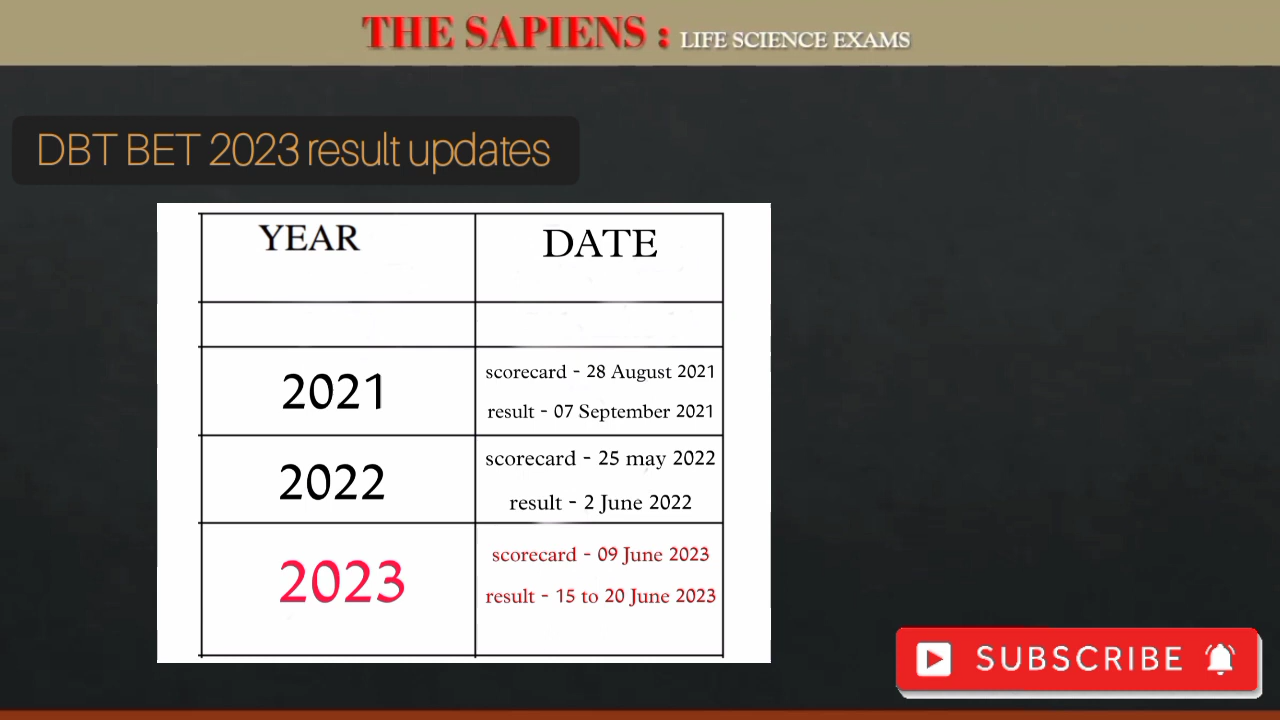 THE SAPIENS : LIFE SCIENCE EXAMS
DBT BET 2023 result updates
YEAR DATE
2021
scorecard - 28 August 2021
result - 07 September 2021
2022
scorecard - 25 may 2022
result - 2 June 2022
2023
scorecard - 09 June 2023
result - 15 to 20 June 2023
SUBSCRIBE